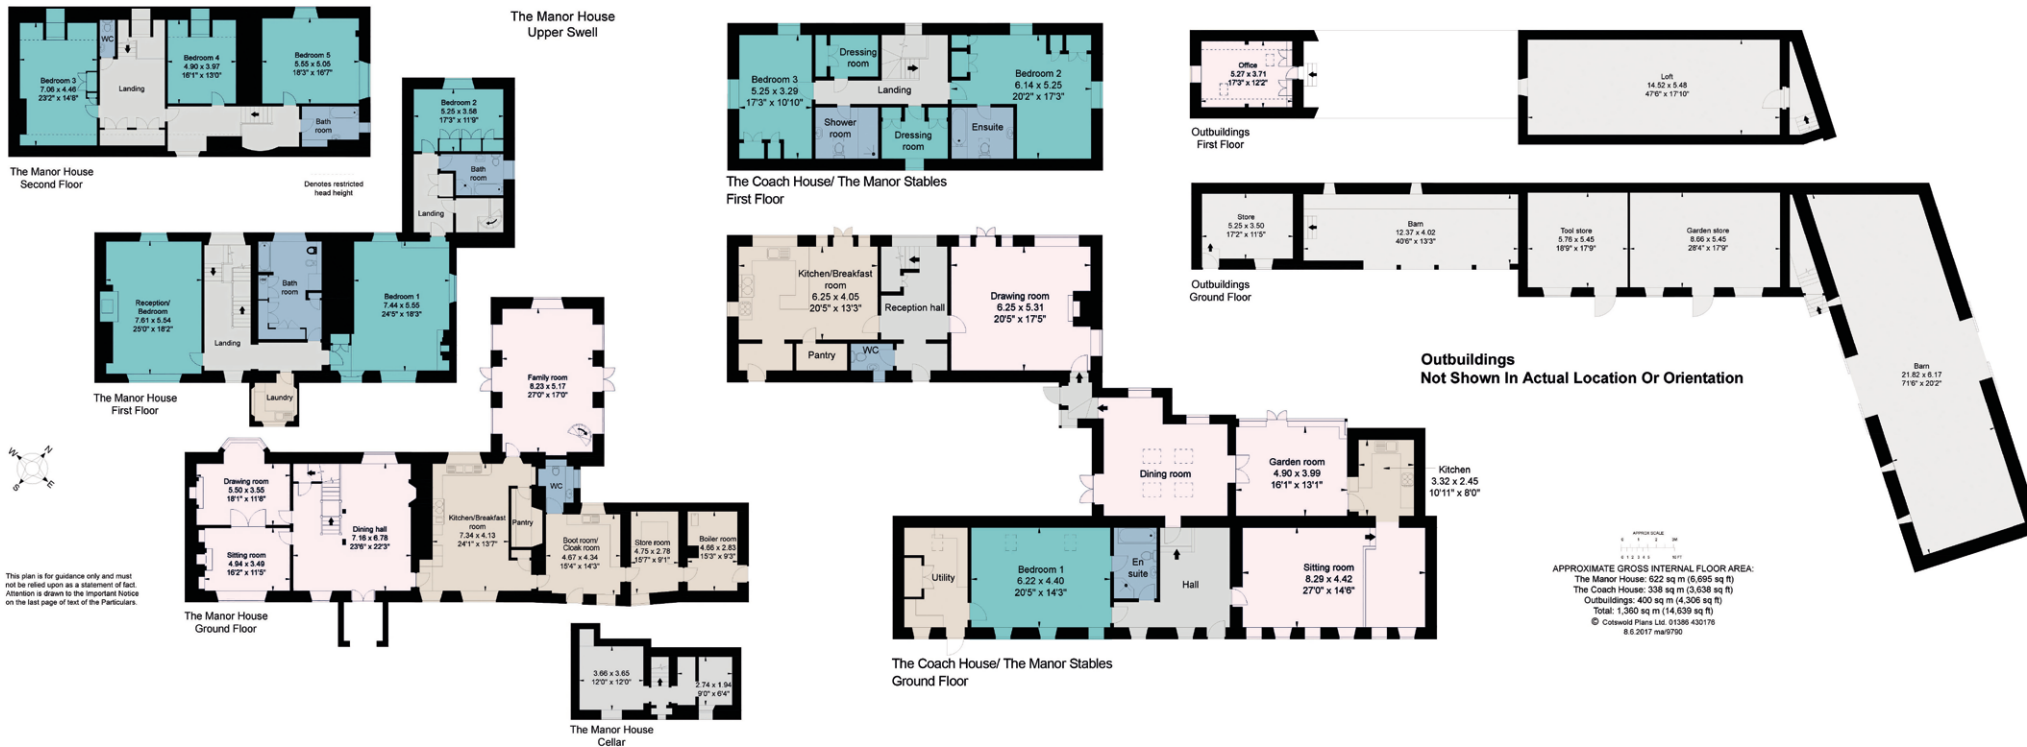 The Manor House
Upper Swell
Bedroom 3
7.06 x 4.46
23'2" x 14'8"
WC
Landing
Bedroom 4
4.90 x 3.97
16'1" x 13'0"
Bedroom 5
5.55 x 5.05
18'3" x 16'7"
Bath
room
The Manor House
Second Floor
Denotes restricted
head height
Bedroom 2
5.25 x 3.58
17'3" x 11'9"
Bath
room
Landing
Reception/
Bedroom
7.61 x 5.54
25'0" x 18'2"
Landing
Bath
room
Bedroom 1
7.44 x 5.55
24'5" x 18'3"
Laundry
The Manor House
First Floor
W
N
S
E
Family room
8.23 x 5.17
27'0" x 17'0"
Drawing room
5.50 x 3.55
18'1" x 11'8"
Sitting room
4.94 x 3.49
16'2" x 11'5"
Dining hall
7.16 x 6.78
23'6" x 22'3"
Kitchen/Breakfast
room
7.34 x 4.13
24'1" x 13'7"
Pantry
WC
Boot room/
Cloak room
4.67 x 4.34
15'4" x 14'3"
Store room
4.75 x 2.78
15'7" x 9'1"
Boiler room
4.66 x 2.83
15'3" x 9'3"
The Manor House
Ground Floor
This plan is for guidance only and must
not be relied upon as a statement of fact.
Attention is drawn to the Important Notice
on the last page of text of the Particulars.
3.66 x 3.65
12'0" x 12'0"
2.74 x 1.94
9'0" x 6'4"
The Manor House
Cellar
Bedroom 3
5.25 x 3.29
17'3" x 10'10"
Dressing
room
Landing
Bedroom 2
6.14 x 5.25
20'2" x 17'3"
Shower
room
Dressing
room
Ensuite
The Coach House/ The Manor Stables
First Floor
Kitchen/Breakfast
room
6.25 x 4.05
20'5" x 13'3"
Pantry
WC
Reception hall
Drawing room
6.25 x 5.31
20'5" x 17'5"
Dining room
Garden room
4.90 x 3.99
16'1" x 13'1"
Kitchen
3.32 x 2.45
10'11" x 8'0"
Utility
Bedroom 1
6.22 x 4.40
20'5" x 14'3"
En
suite
Hall
Sitting room
8.29 x 4.42
27'0" x 14'6"
The Coach House/ The Manor Stables
Ground Floor
Office
5.27 x 3.71
17'3" x 12'2"
Loft
14.52 x 5.48
47'6" x 17'10"
Outbuildings
First Floor
Store
5.25 x 3.50
17'2" x 11'5"
Barn
12.37 x 4.02
40'6" x 13'3"
Tool store
5.76 x 5.45
18'9" x 17'9"
Garden store
8.66 x 5.45
28'4" x 17'9"
Outbuildings
Ground Floor
Barn
21.82 x 6.17
71'6" x 20'2"
Outbuildings
Not Shown In Actual Location Or Orientation
APPROX SCALE
APPROXIMATE GROSS INTERNAL FLOOR AREA:
The Manor House: 622 sq m (6,695 sq ft)
The Coach House: 338 sq m (3,638 sq ft)
Outbuildings: 400 sq m (4,306 sq ft)
Total: 1,360 sq m (14,639 sq ft)
© Cotswold Plans Ltd. 01386 430176
8.6.2017 ma/9790